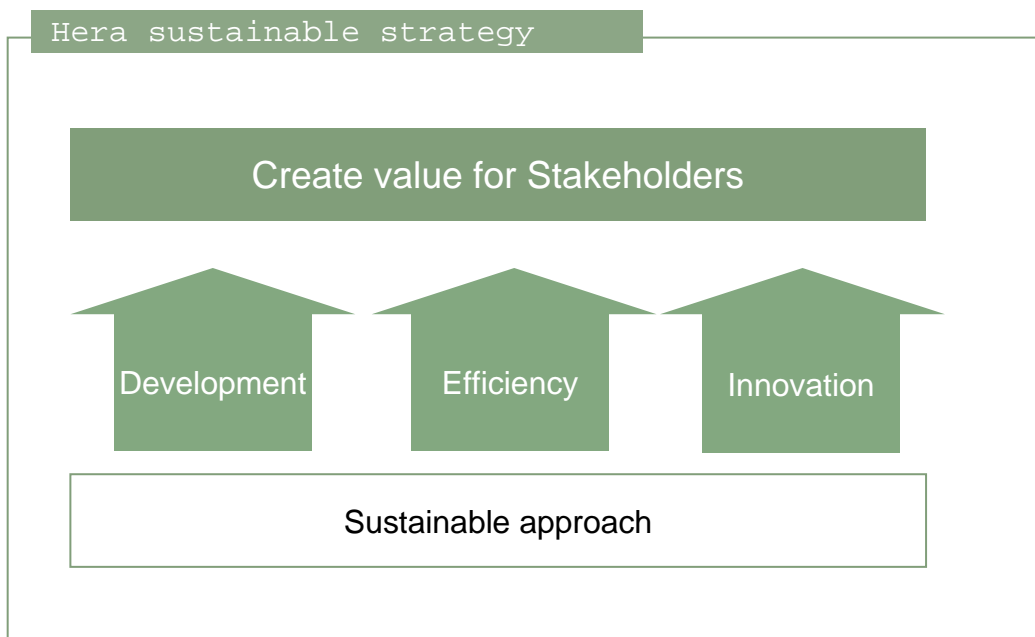 Hera sustainable strategy
Create value for Stakeholders
Development
Efficiency
Innovation
Sustainable approach